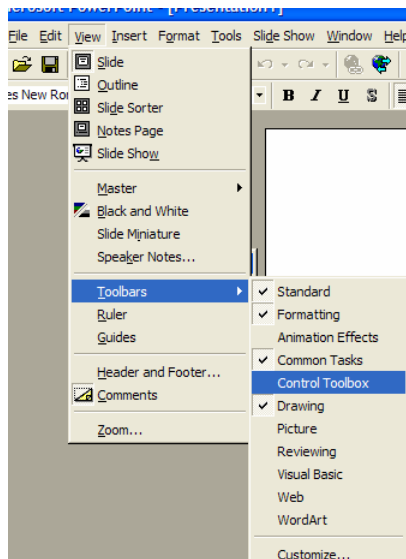 Microsoft PowerPoint - [Presentation1]
File Edit View Insert Format Tools Slide Show Window Help
Slide
Outline
es New Ro
B I U S
Slide Sorter
Notes Page
Slide Show
Master
Black and White
Slide Miniature
Speaker Notes...
Toolbars
Standard
Ruler
Formatting
Guides
Animation Effects
Header and Footer...
Common Tasks
Comments
Control Toolbox
Drawing
Zoom...
Picture
Reviewing
Visual Basic
Web
WordArt
Customize...